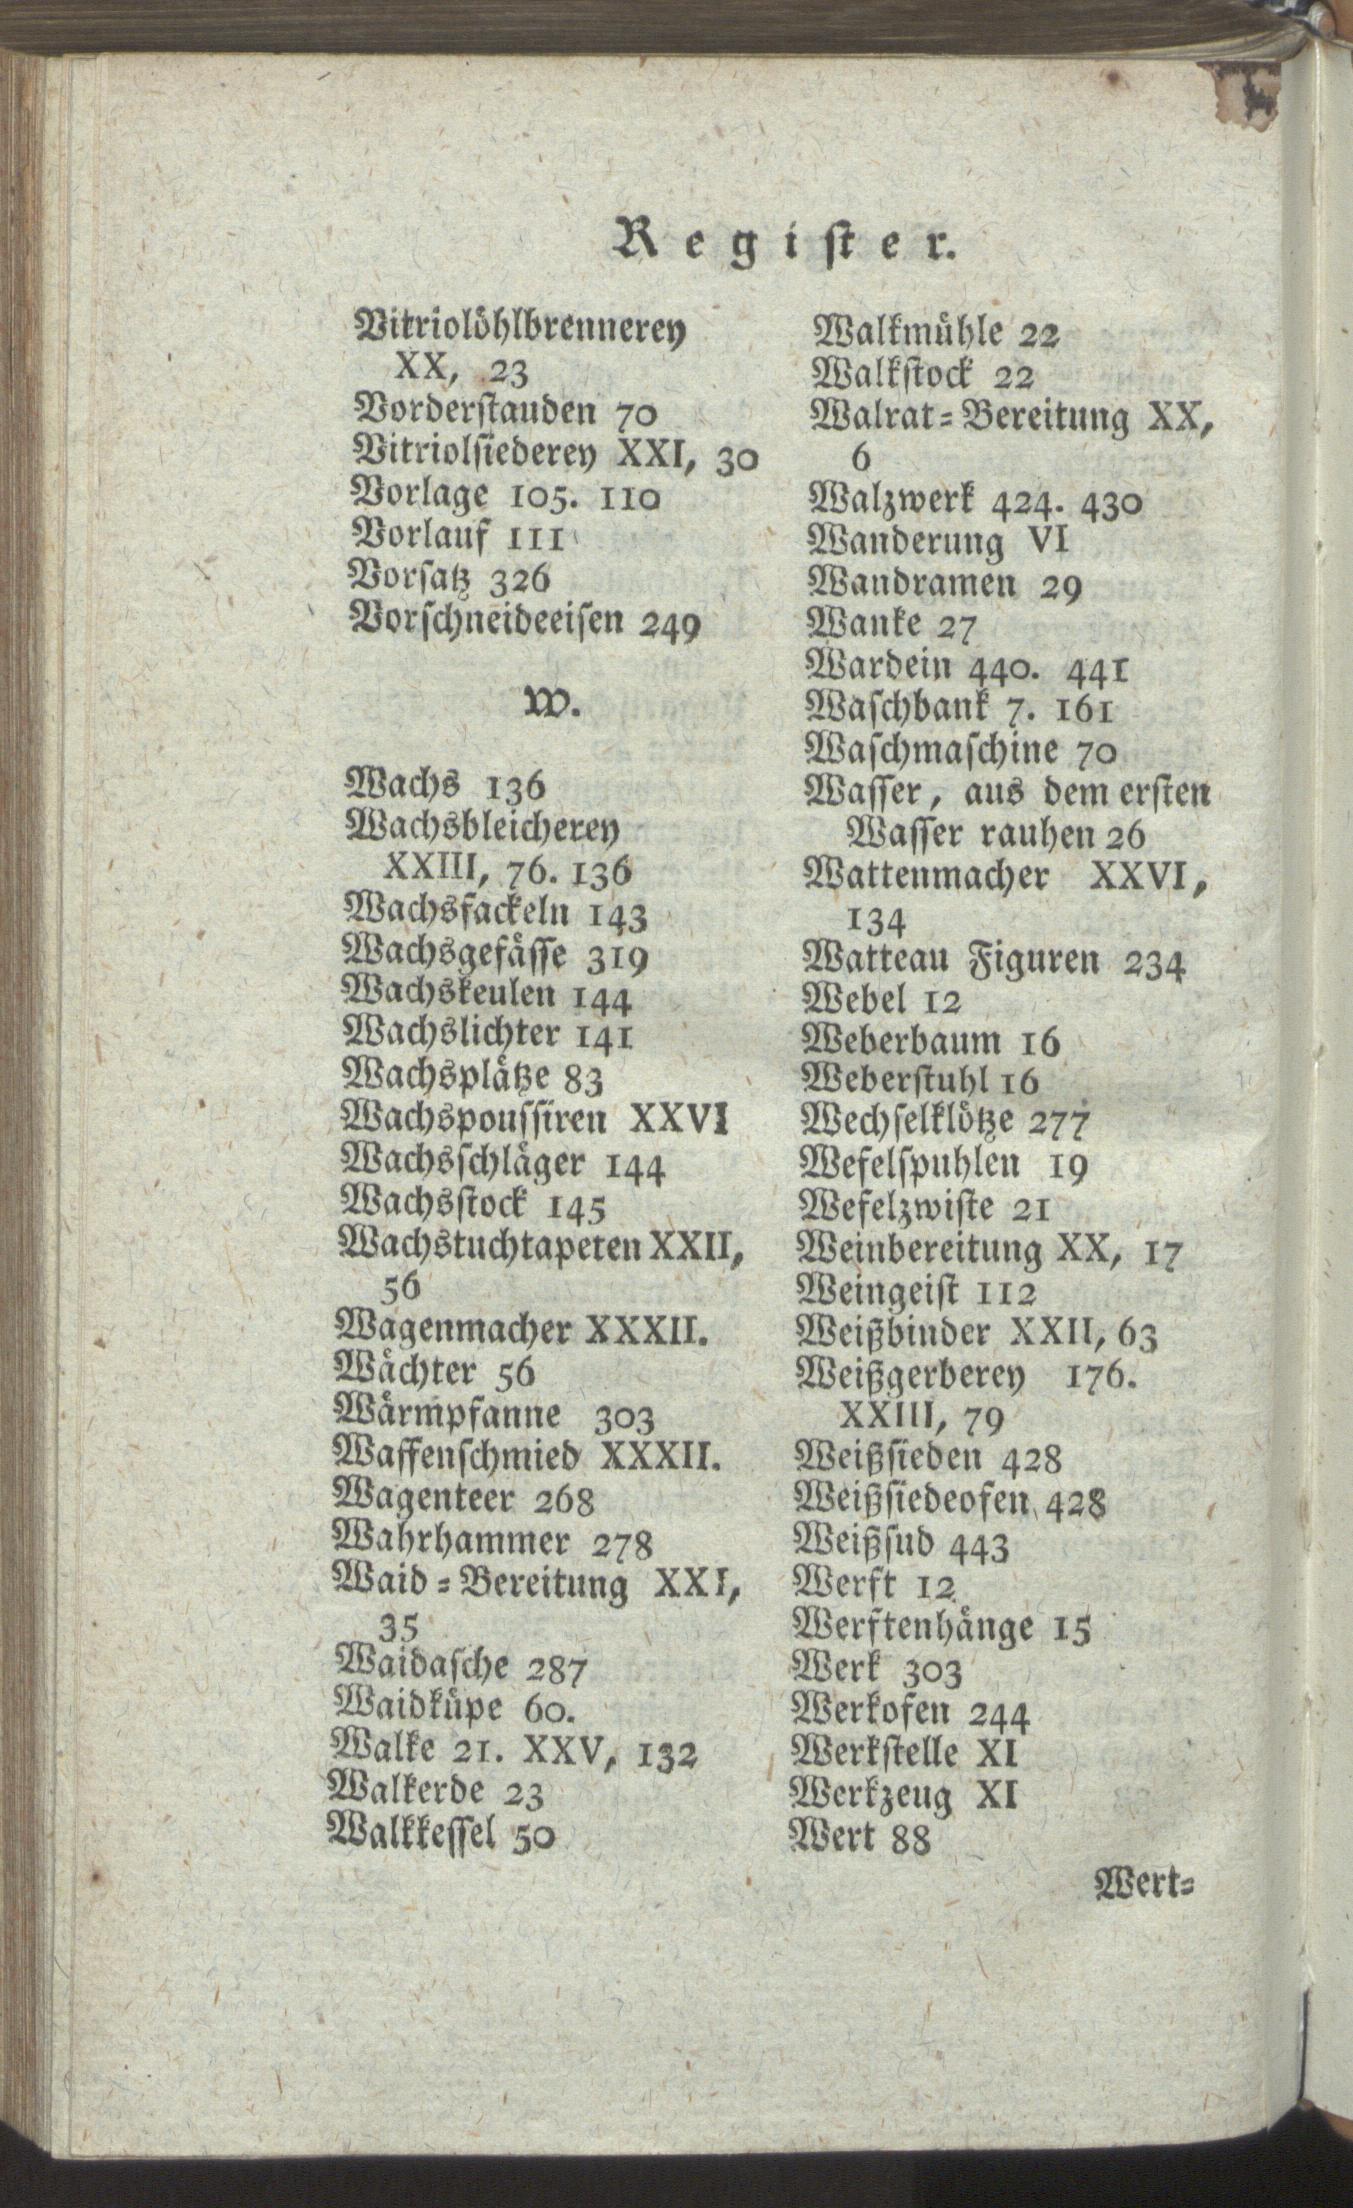 Regiſter.
Vitriolöhlbrennerey
XX, 23
Vorderſtauden 70
Vitriolſiederey XXI, 30
Vorlage 105. 110
Vorlauf 111
Vorſatz 326
Vorſchneideeiſen 249
W.
Wachs 136
Wachsbleicherey
XXIII, 76. 136
Wachsfackeln 143
Wachsgefäſſe 319
Wachskeulen 144
Wachslichter 141
Wachsplätze 83
Wachspouſſiren XXVI
Wachsſchläger 144
Wachsſtock 145
Wachstuchtapeten XXII,
56
Wagenmacher XXXII.
Wächter 56
Wärmpfanne 303
Waffenſchmied XXXII.
Wagenteer 268
Wahrhammer 278
Waid=Bereitung XXI,
35
Waidaſche 287
Waidküpe 60.
Walke 21. XXV, 132
Walkerde 23
Walkkeſſel 50
Walkmühle 22
Walkſtock 22
Walrat=Bereitung XX,
6
Walzwerk 424. 430
Wanderung VI
Wandramen 29
Wanke 27
Wardein 440. 441
Waſchbank 7. 161
Waſchmaſchine 70
Waſſer, aus dem erſten
Waſſer rauhen 26
Wattenmacher XXVI,
134
Watteau Figuren 234
Webel 12
Weberbaum 16
Weberſtuhl 16
Wechſelklötze 277
Wefelſpuhlen 19
Wefelzwiſte 21
Weinbereitung XX, 17
Weingeiſt 112
Weißbinder XXII, 63
Weißgerberey 176.
XXIII, 79
Weißſieden 428
Weißſiedeofen 428
Weißſud 443
Werft 12
Werftenhänge 15
Werk 303
Werkofen 244
Werkſtelle XI
Werkzeug XI
Wert 88
Wert=